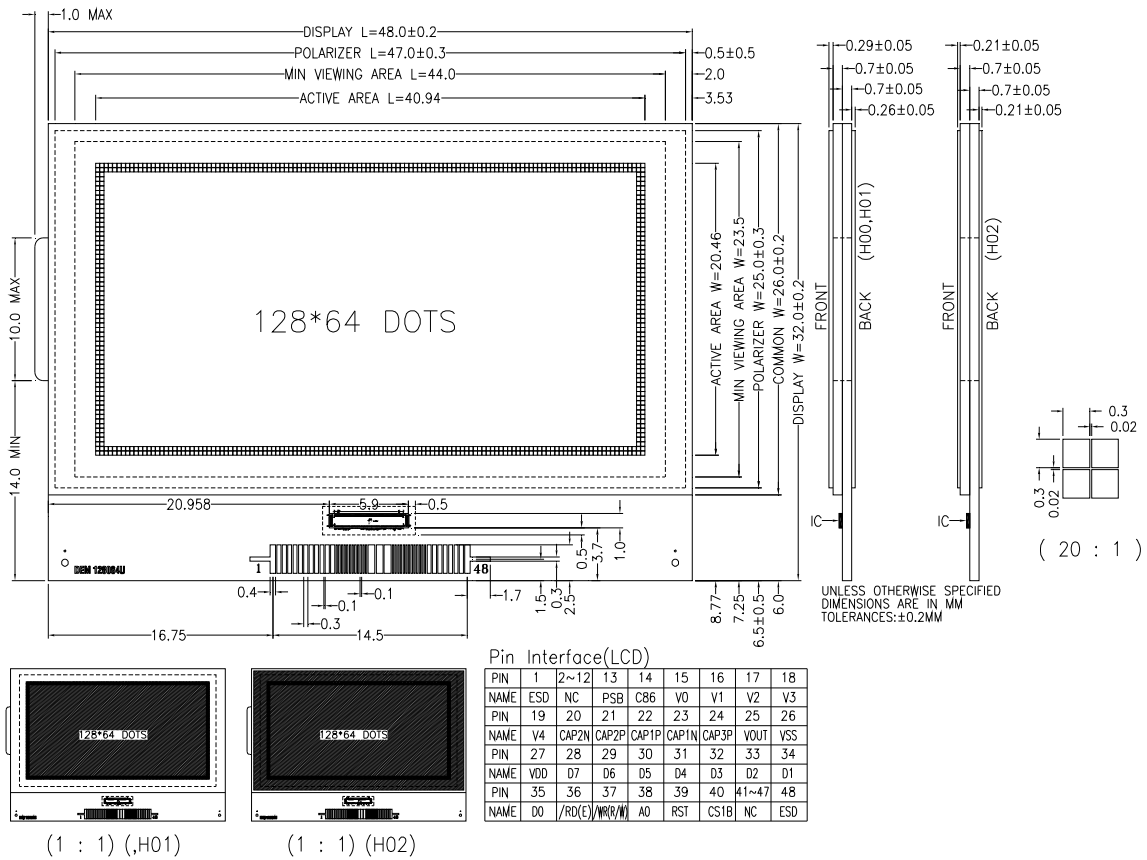 1.0 MAX
DISPLAY L=48.0±0.2
POLARIZER L=47.0±0.3
0.5±0.5
MIN VIEWING AREA L=44.0
2.0
ACTIVE AREA L=40.94
3.53
0.29±0.05
0.7±0.05
0.7±0.05
0.26±0.05
0.21±0.05
0.7±0.05
0.7±0.05
0.21±0.05
10.0 MAX
14.0 MIN
128*64 DOTS
ACTIVE AREA W=20.46
MIN VIEWING AREA W=23.5
POLARIZER W=25.0±0.3
COMMON W=26.0±0.2
DISPLAY W=32.0±0.2
FRONT
BACK (H00,H01)
FRONT
BACK (H02)
0.3
0.02
0.3
0.02
( 20 : 1 )
20.958
5.9
0.5
IC
IC
0.5
3.7
1.0
DEM 128064U
1
48
0.4
0.1
0.1
0.3
1.7
1.5
0.3
2.5
8.77
7.25
6.5±0.5
6.0
16.75
14.5
UNLESS OTHERWISE SPECIFIED
DIMENSIONS ARE IN MM
TOLERANCES:±0.2MM
128*64 DOTS
(1 : 1) (,H01)
128*64 DOTS
(1 : 1) (H02)
Pin Interface(LCD)
PIN 1 2~12 13 14 15 16 17 18
NAME ESD NC PSB C86 V0 V1 V2 V3
PIN 19 20 21 22 23 24 25 26
NAME V4 CAP2N CAP2P CAP1P CAP1N CAP3P VOUT VSS
PIN 27 28 29 30 31 32 33 34
NAME VDD D7 D6 D5 D4 D3 D2 D1
PIN 35 36 37 38 39 40 41~47 48
NAME D0 /RD(E) /WR(R/W) A0 RST CS1B NC ESD